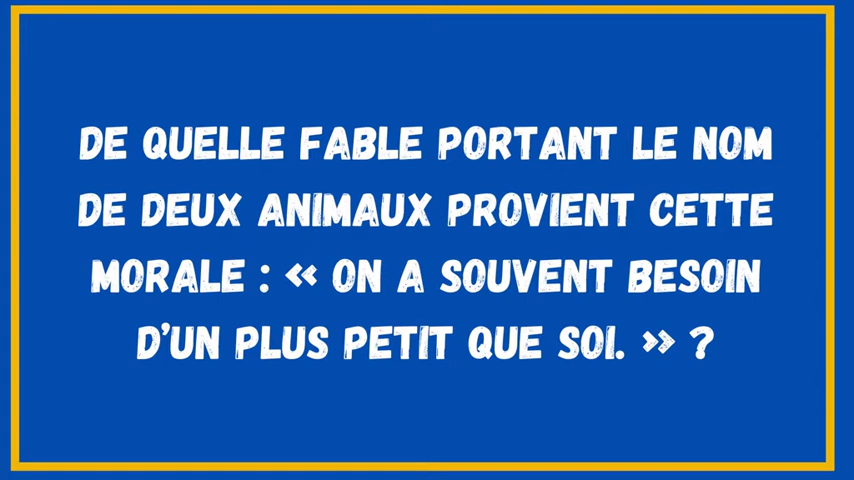 DE QUELLE FABLE PORTANT LE NOM
DE DEUX ANIMAUX PROVIENT CETTE
MORALE : « ON A SOUVENT BESOIN
D'UN PLUS PETIT QUE SOI. » ?